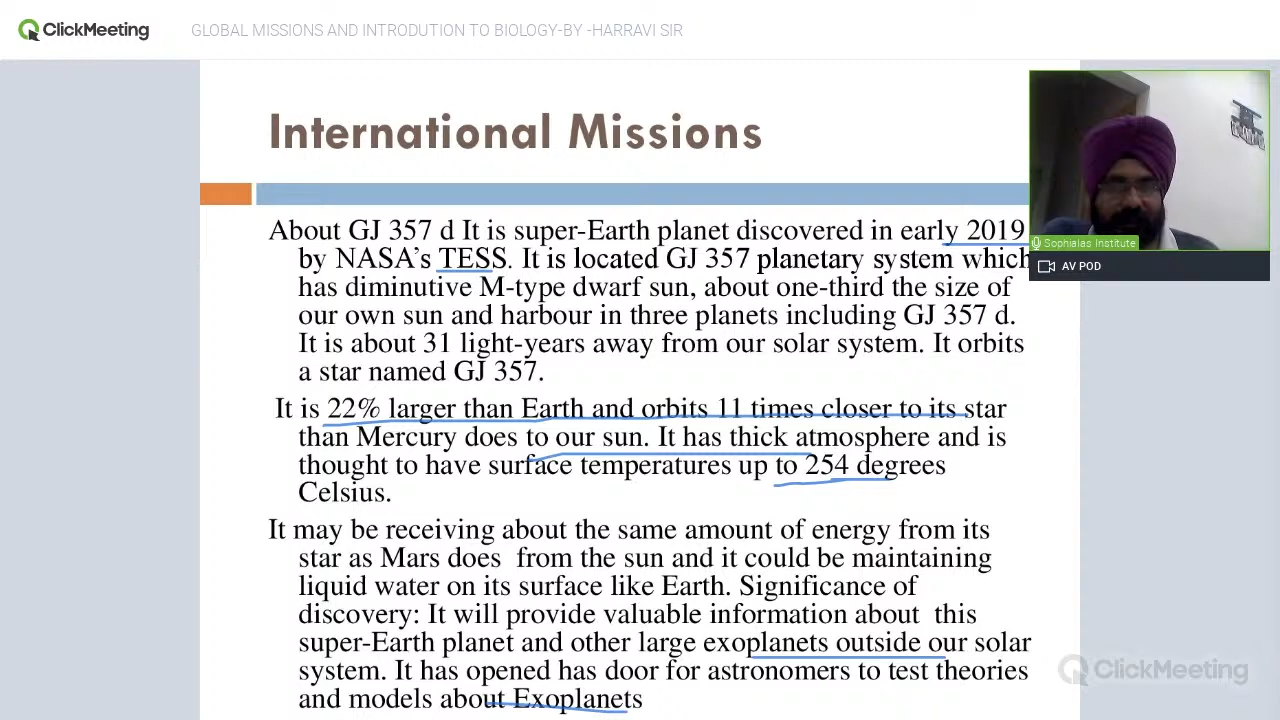 ClickMeeting
GLOBAL MISSIONS AND INTRODUTION TO BIOLOGY-BY -HARRAVI SIR
International Missions
About GJ 357 d It is super-Earth planet discovered in early 2019
by NASA's TESS. It is located GJ 357 planetary system which
has diminutive M-type dwarf sun, about one-third the size of
our own sun and harbour in three planets including GJ 357 d.
It is about 31 light-years away from our solar system. It orbits
a star named GJ 357.
It is 22% larger than Earth and orbits 11 times closer to its star
than Mercury does to our sun. It has thick atmosphere and is
thought to have surface temperatures up to 254 degrees
Celsius.
It may be receiving about the same amount of energy from its
star as Mars does from the sun and it could be maintaining
liquid water on its surface like Earth. Significance of
discovery: It will provide valuable information about this
super-Earth planet and other large exoplanets outside our solar
system. It has opened has door for astronomers to test theories
and models about Exoplanets
Sophialas Institute
AV POD
ClickMeeting